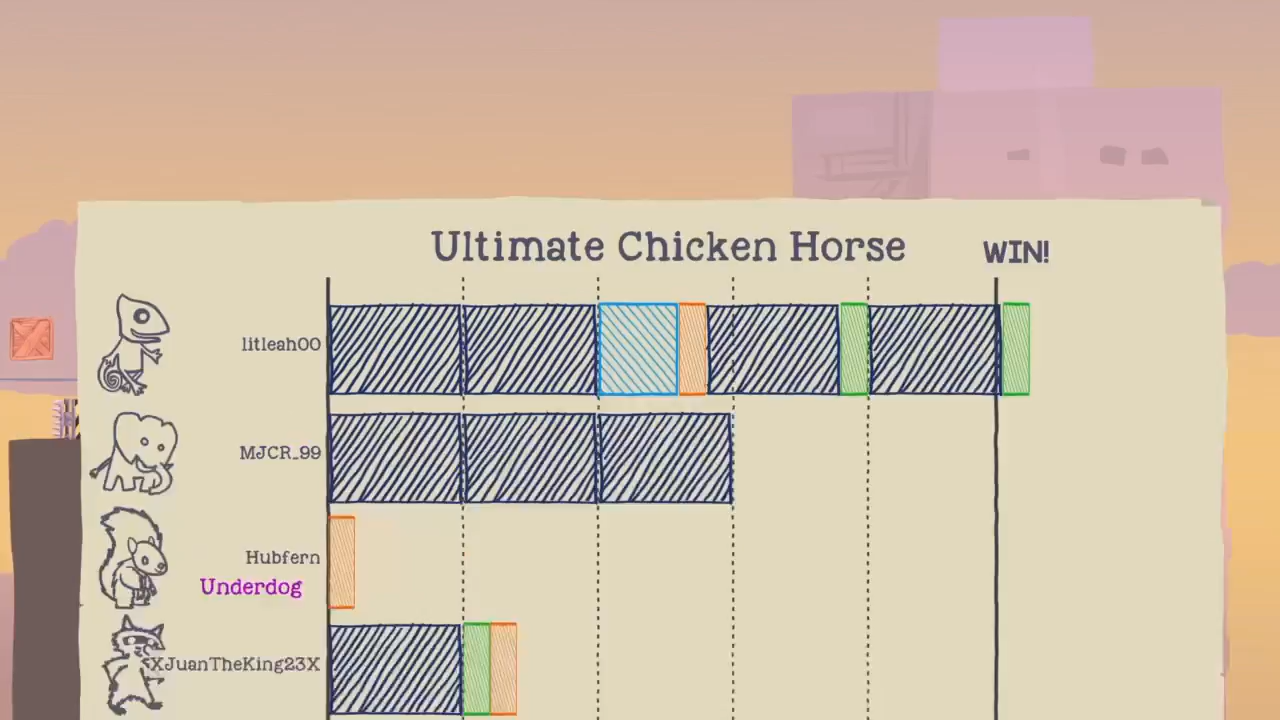 Ultimate Chicken Horse
WIN!
litleah00
MJCR_99
Hubfern
Underdog
XJuanTheKing23X